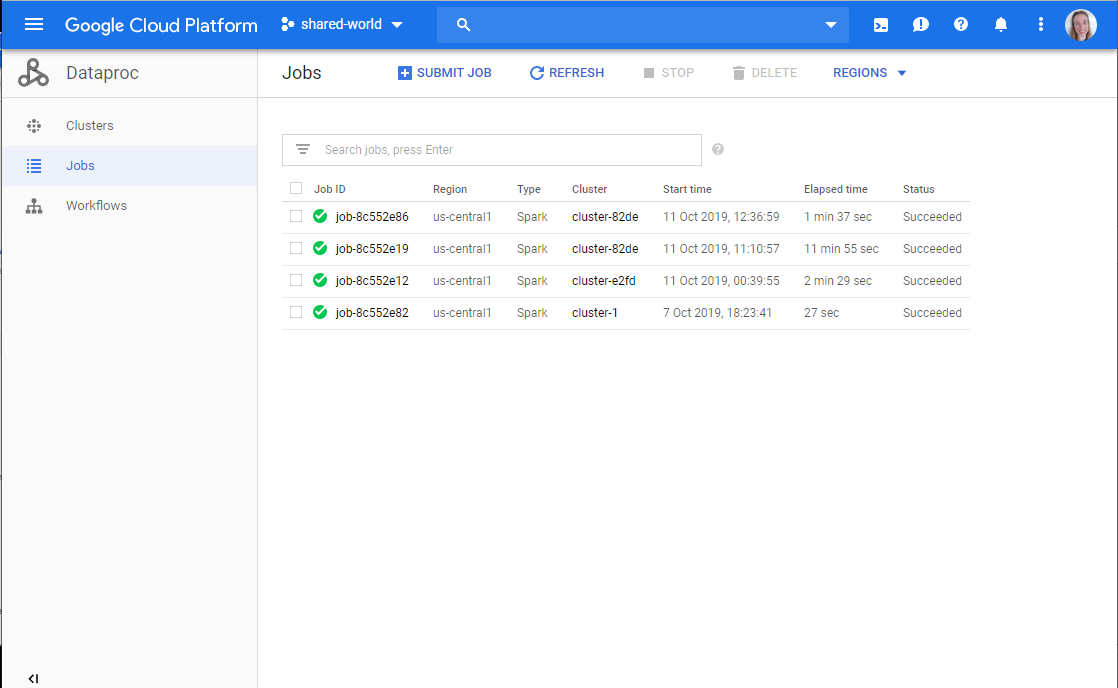 Google Cloud Platform shared-world
Dataproc
Jobs SUBMIT JOB REFRESH STOP DELETE REGIONS
Clusters
Jobs
Workflows
Search jobs, press Enter
Job ID Region Type Cluster Start time Elapsed time Status
job-8c552e86 us-central1 Spark cluster-82de 11 Oct 2019, 12:36:59 1 min 37 sec Succeeded
job-8c552e19 us-central1 Spark cluster-82de 11 Oct 2019, 11:10:57 11 min 55 sec Succeeded
job-8c552e12 us-central1 Spark cluster-e2fd 11 Oct 2019, 00:39:55 2 min 29 sec Succeeded
job-8c552e82 us-central1 Spark cluster-1 7 Oct 2019, 18:23:41 27 sec Succeeded